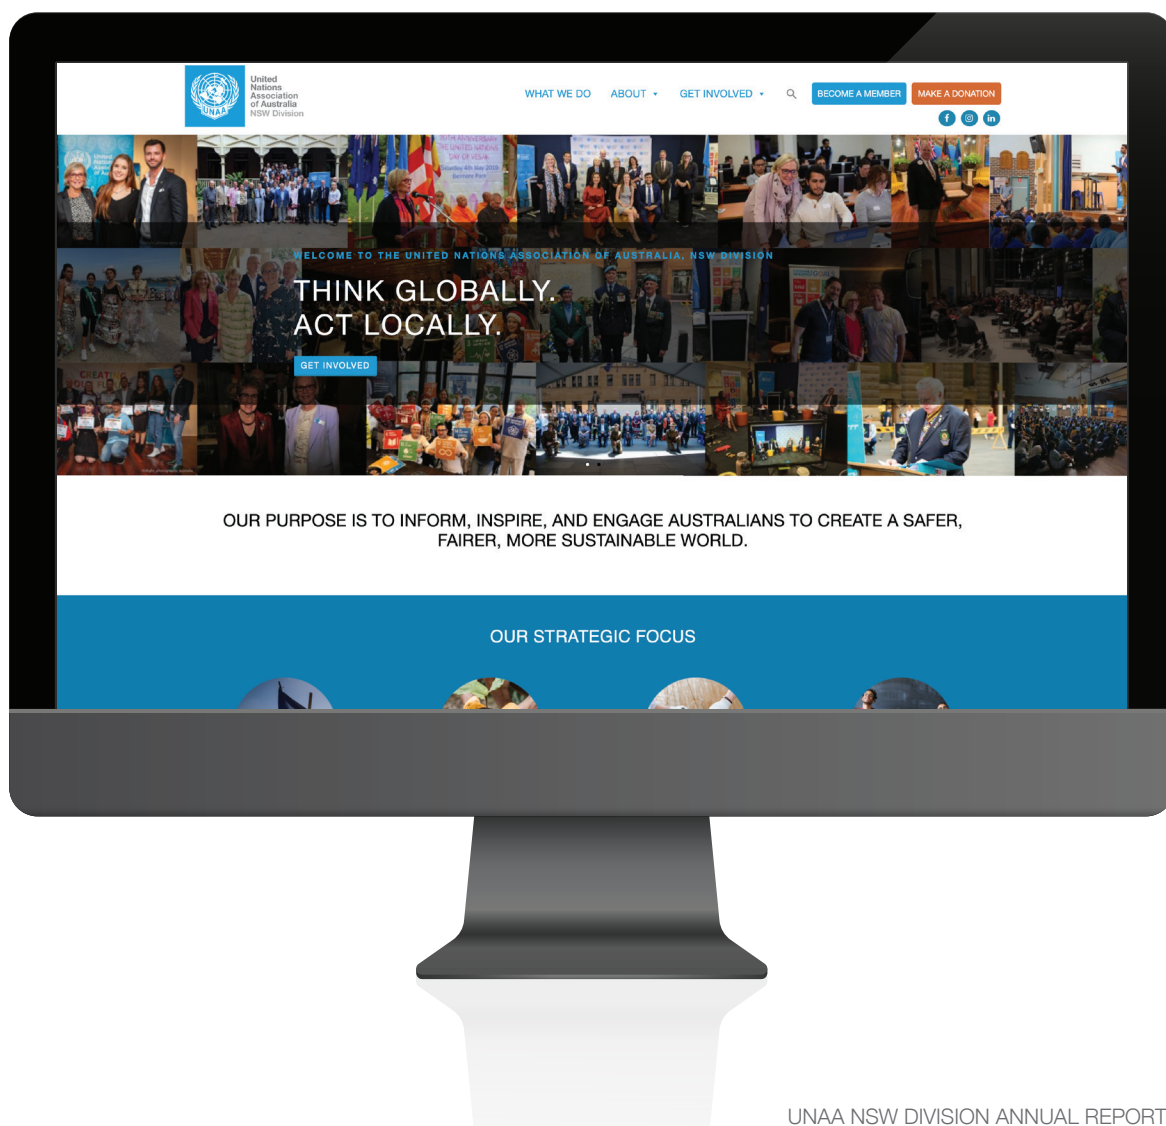 UNAA
United
Nations
Association
of Australia
NSW Division
WHAT WE DO
ABOUT
GET INVOLVED
BECOME A MEMBER
MAKE A DONATION
WELCOME TO THE UNITED NATIONS ASSOCIATION OF AUSTRALIA, NSW DIVISION
THINK GLOBALLY.
ACT LOCALLY.
GET INVOLVED
OUR PURPOSE IS TO INFORM, INSPIRE, AND ENGAGE AUSTRALIANS TO CREATE A SAFER,
FAIRER, MORE SUSTAINABLE WORLD.
OUR STRATEGIC FOCUS
UNAA NSW DIVISION ANNUAL REPORT